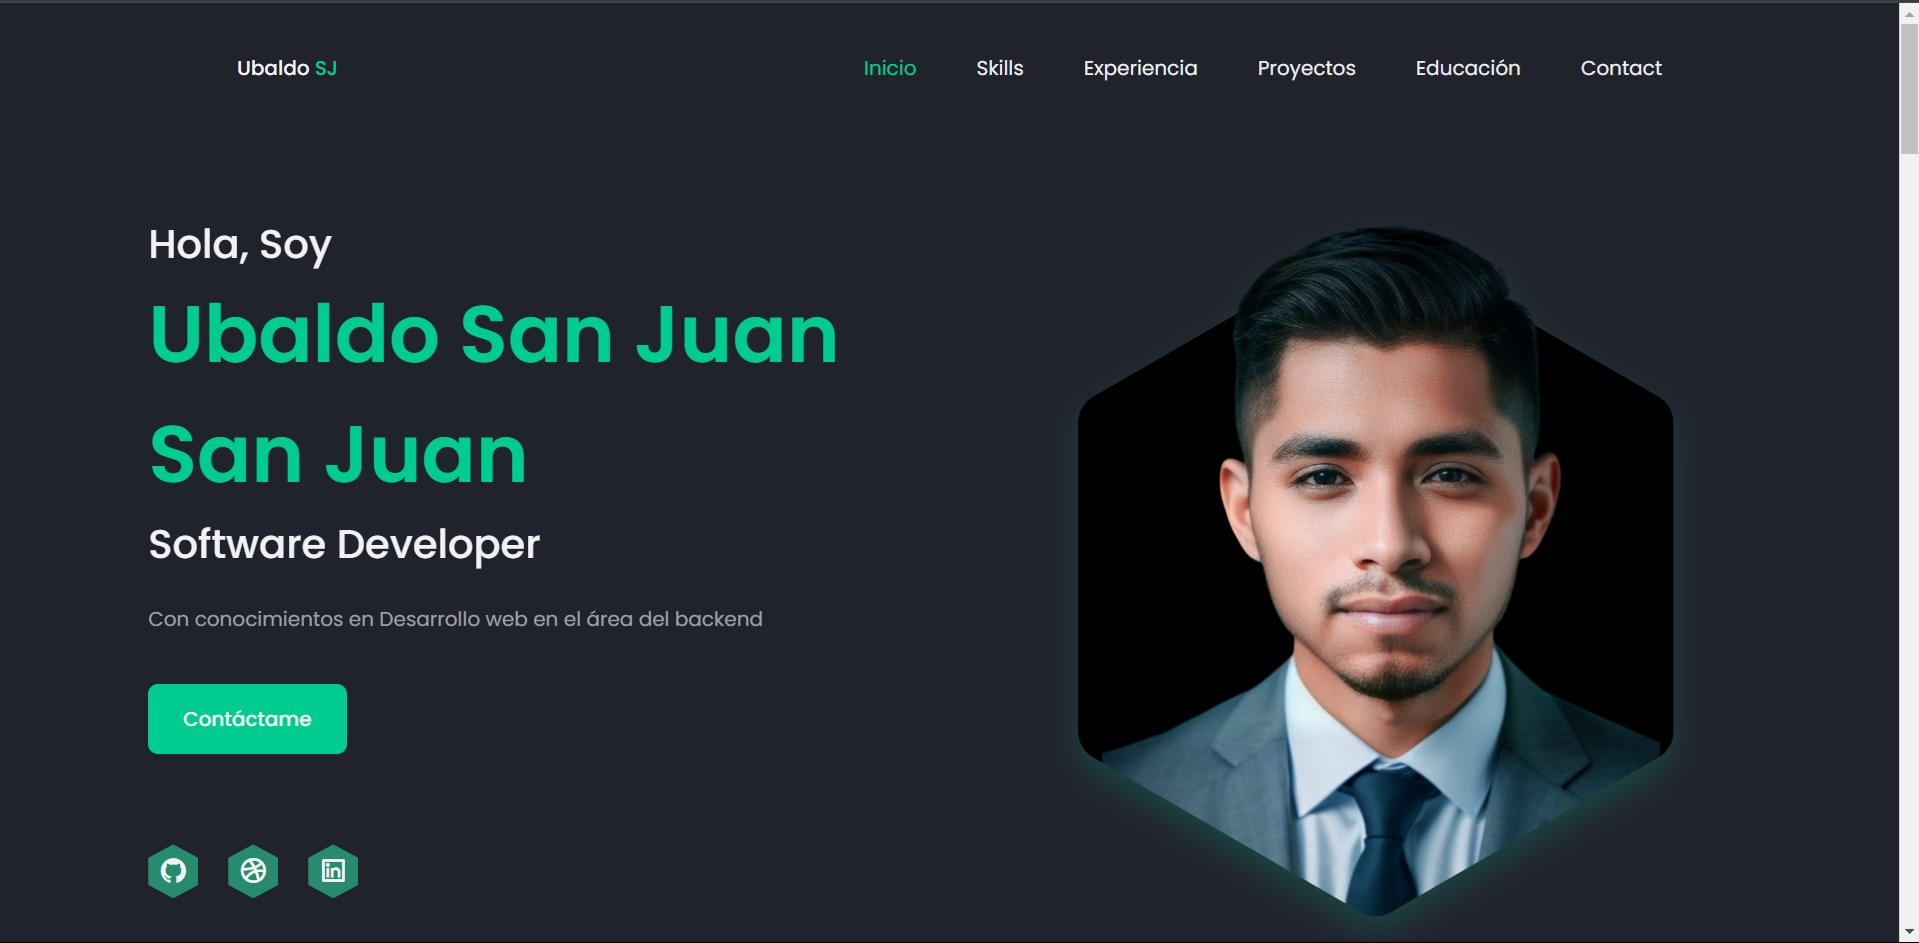 Ubaldo SJ
Inicio Skills Experiencia Proyectos Educación Contact
Hola, Soy
Ubaldo San Juan
San Juan
Software Developer
Con conocimientos en Desarrollo web en el área del backend
Contáctame
in